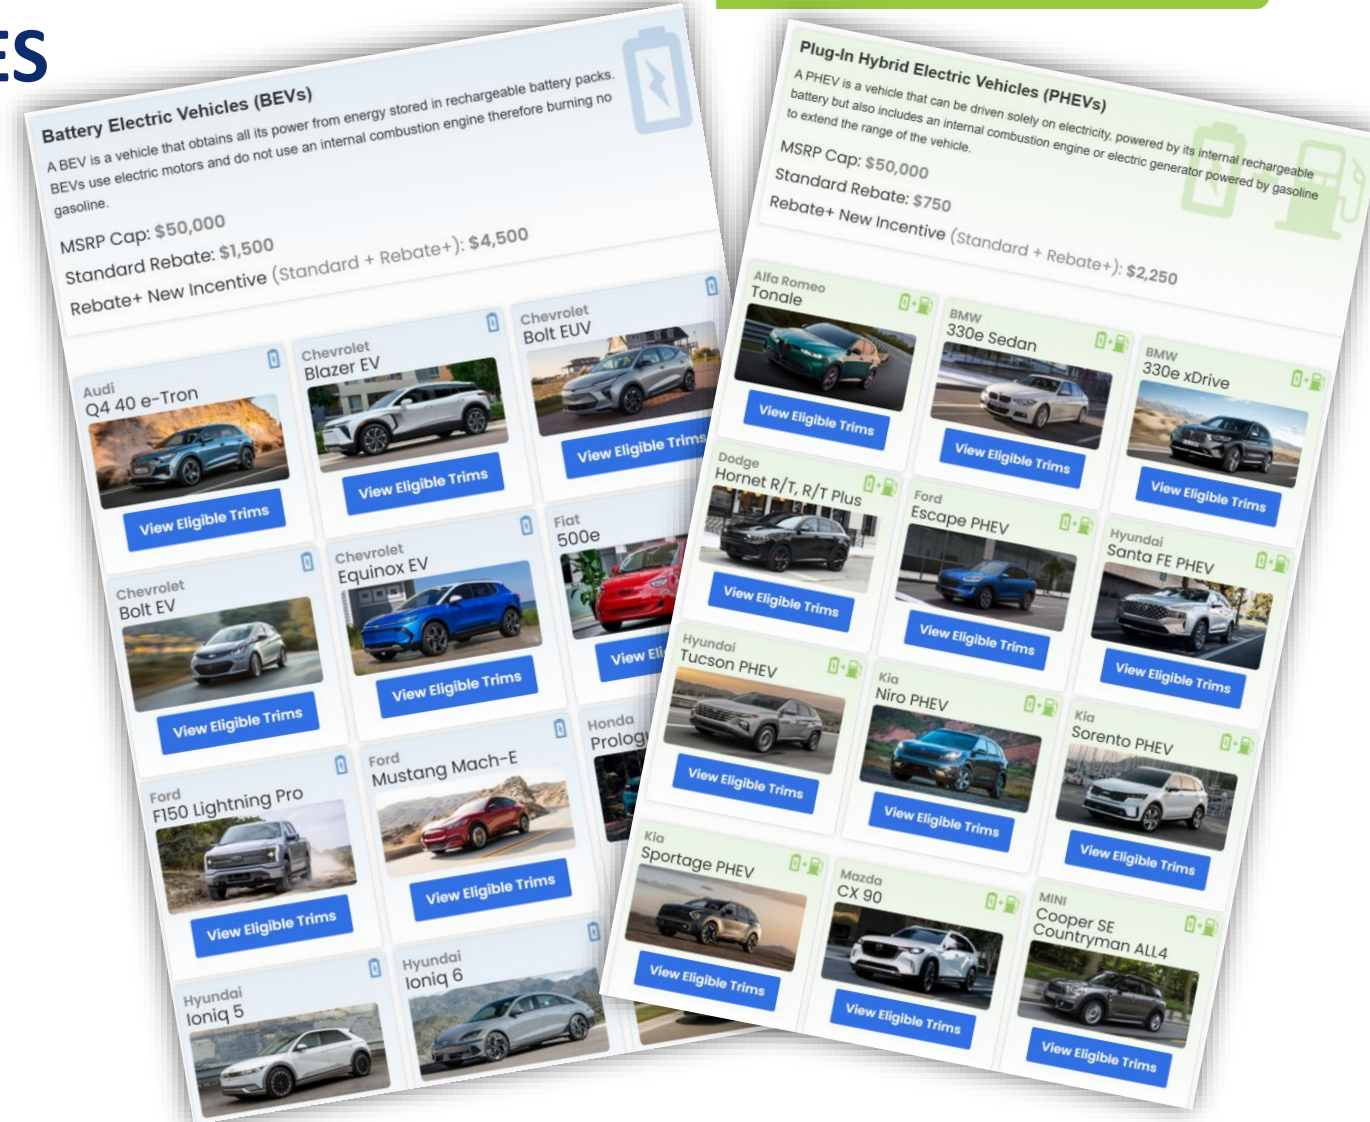 ES
Battery Electric Vehicles (BEVs)
A BEV is a vehicle that obtains all its power from energy stored in rechargeable battery packs.
BEVs use electric motors and do not use an internal combustion engine therefore burning no
gasoline.
MSRP Cap: $50,000
Standard Rebate: $1,500
Rebate+ New Incentive (Standard + Rebate+): $4,500
Audi
Q4 40 e-Tron
View Eligible Trims
Chevrolet
Blazer EV
View Eligible Trims
Chevrolet
Bolt EUV
View Eligible Trims
Chevrolet
Bolt EV
View Eligible Trims
Chevrolet
Equinox EV
View Eligible Trims
Fiat
500e
View Eli
Ford
F150 Lightning Pro
View Eligible Trims
Ford
Mustang Mach-E
View Eligible Trims
Honda
Prolog
Hyundai
Ioniq 5
Hyundai
Ioniq 6
Plug-In Hybrid Electric Vehicles (PHEVs)
A PHEV is a vehicle that can be driven solely on electricity, powered by its internal rechargeable
battery but also includes an internal combustion engine or electric generator powered by gasoline
to extend the range of the vehicle.
MSRP Cap: $50,000
Standard Rebate: $750
Rebate+ New Incentive (Standard + Rebate+): $2,250
Alfa Romeo
Tonale
View Eligible Trims
BMW
330e Sedan
View Eligible Trims
BMW
330e xDrive
View Eligible Trims
Dodge
Hornet R/T, R/T Plus
View Eligible Trims
Ford
Escape PHEV
View Eligible Trims
Hyundai
Santa FE PHEV
View Eligible Trims
Hyundai
Tucson PHEV
View Eligible Trims
Kia
Niro PHEV
View Eligible Trims
Kia
Sorento PHEV
View Eligible Trims
Kia
Sportage PHEV
View Eligible Trims
Mazda
CX 90
View Eligible Trims
MINI
Cooper SE
Countryman ALL4
View Eligible Trims